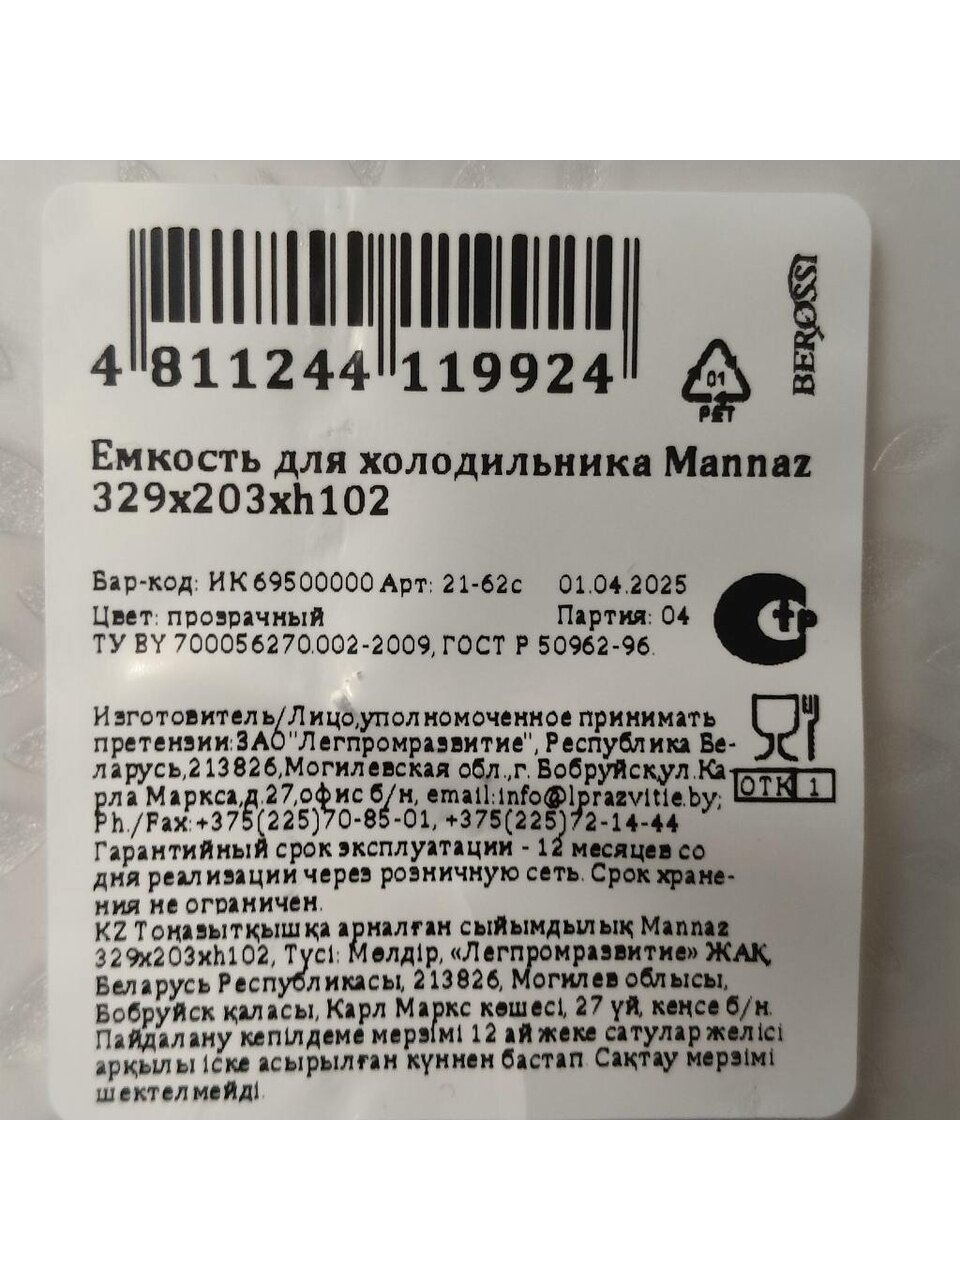 4 811244 119924
BEROSSI
01
PET
Емкость для холодильника Mannaz
329x203xh102
Бар-код: ИК 69500000 Арт: 21-62с 01.04.2025
Цвет: прозрачный Партия: 04
ТУ BY 700056270.002-2009, ГОСТ Р 50962-96.
Стр
Изготовитель/Лицо,уполномоченное принимать
претензии:ЗАО"Легпромразвитие", Республика Бе-
ларусь,213826,Могилевская обл.,г. Бобруйск,ул.Ка-
рла Маркса,д.27,офис б/н, email:info@lprazvitie.by;
ОТК 1
Ph./Fax:+375(225)70-85-01, +375(225)72-14-44
Гарантийный срок эксплуатации - 12 месяцев со
дня реализации через розничную сеть. Срок хране-
ния не ограничен.
KZ Тоңазытқышқа арналған сыйымдылық Mannaz
329x203xh102, Түсі: Мөлдір, «Легпромразвитие» ЖАҚ,
Беларусь Республикасы, 213826, Могилев облысы,
Бобруйск қаласы, Карл Маркс көшесі, 27 үй, кеңсе б/н.
Пайдалану кепілдеме мерзімі 12 ай жеке сатулар желісі
арқылы іске асырылған күннен бастап. Сақтау мерзімі
шектелмейді.